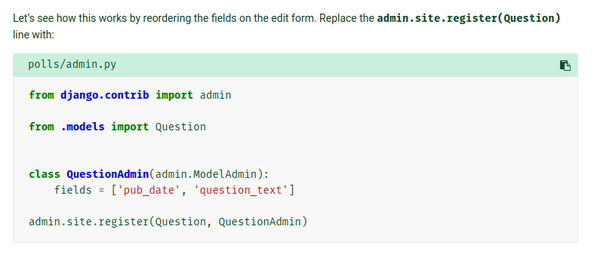 Let's see how this works by reordering the fields on the edit form. Replace the admin.site.register(Question)
line with:
polls/admin.py
from django.contrib import admin
from .models import Question
class QuestionAdmin(admin.ModelAdmin):
    fields = ['pub_date', 'question_text']
admin.site.register(Question, QuestionAdmin)